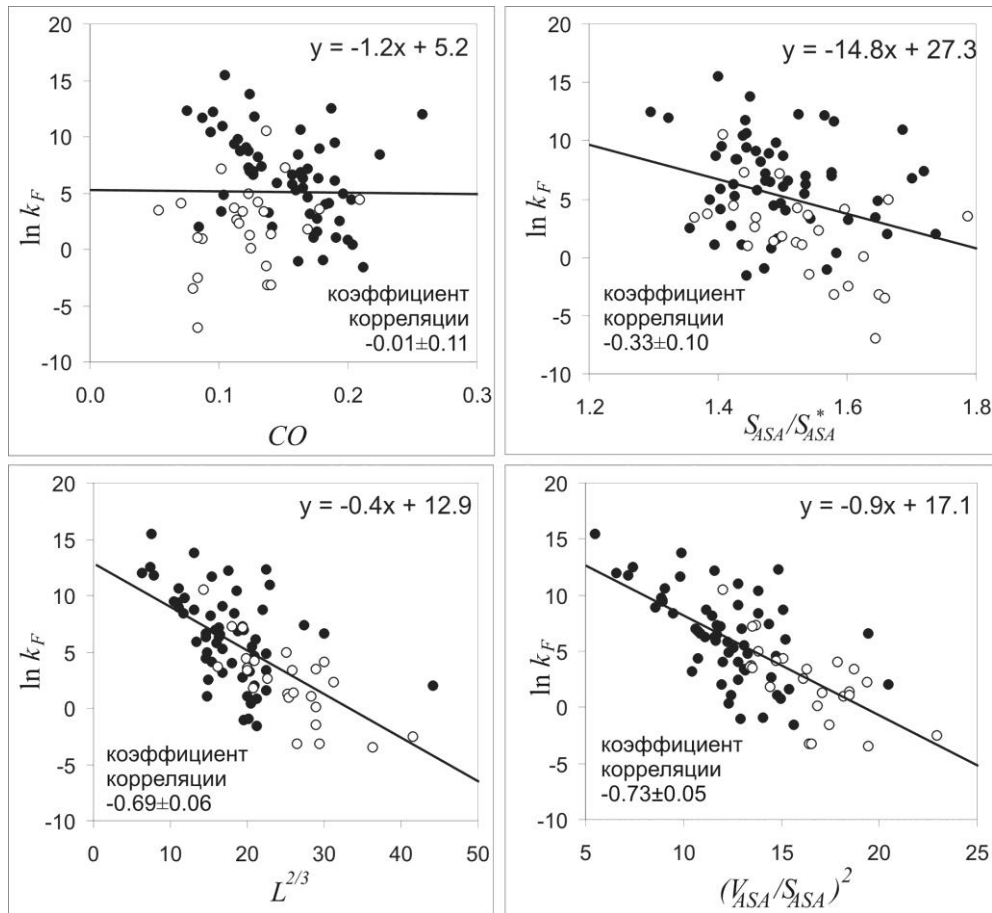 20
y = -1.2x + 5.2
15
10
ln k_F
5
0
-5
коэффициент
корреляции
-0.01±0.11
-10
0.0 0.1 0.2 0.3
CO
20
y = -14.8x + 27.3
15
10
ln k_F
5
0
-5
коэффициент
корреляции
-0.33±0.10
-10
1.2 1.4 1.6 1.8
S_ASA/S*_ASA
20
y = -0.4x + 12.9
15
10
ln k_F
5
0
-5
коэффициент
корреляции
-0.69±0.06
-10
0 10 20 30 40 50
L^2/3
20
y = -0.9x + 17.1
15
10
ln k_F
5
0
-5
коэффициент
корреляции
-0.73±0.05
-10
5 10 15 20 25
(V_ASA/S_ASA)^2